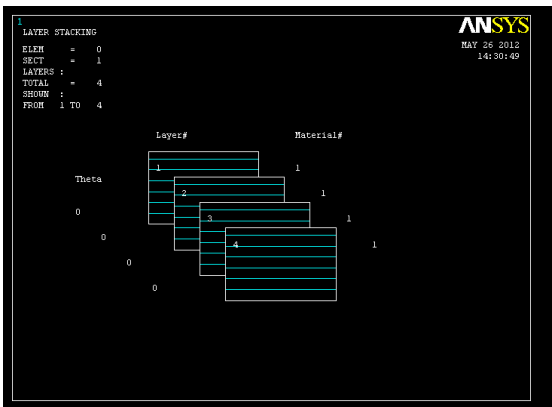 1
LAYER STACKING
ANSYS
ELEM = 0
MAY 26 2012
SECT = 1
14:30:49
LAYERS :
TOTAL = 4
SHOWN :
FROM 1 TO 4
Layer# Material#
1 1
Theta
2 1
0 3 1
0 4 1
0
0